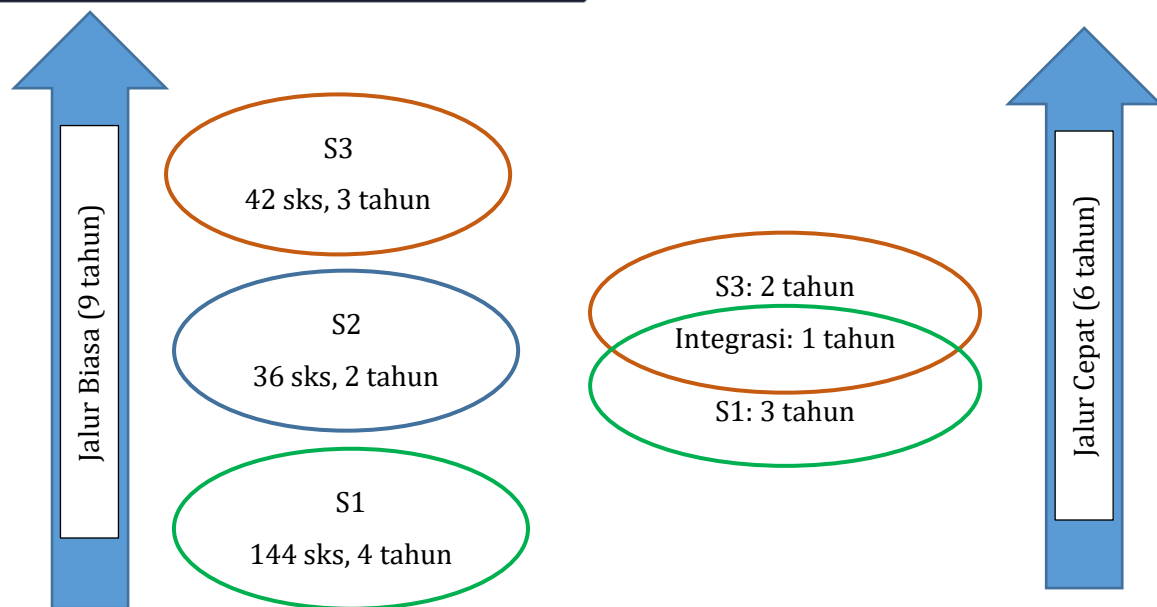 Jalur Biasa (9 tahun)
S3
42 sks, 3 tahun
S2
36 sks, 2 tahun
S1
144 sks, 4 tahun
S3: 2 tahun
Integrasi: 1 tahun
S1: 3 tahun
Jalur Cepat (6 tahun)